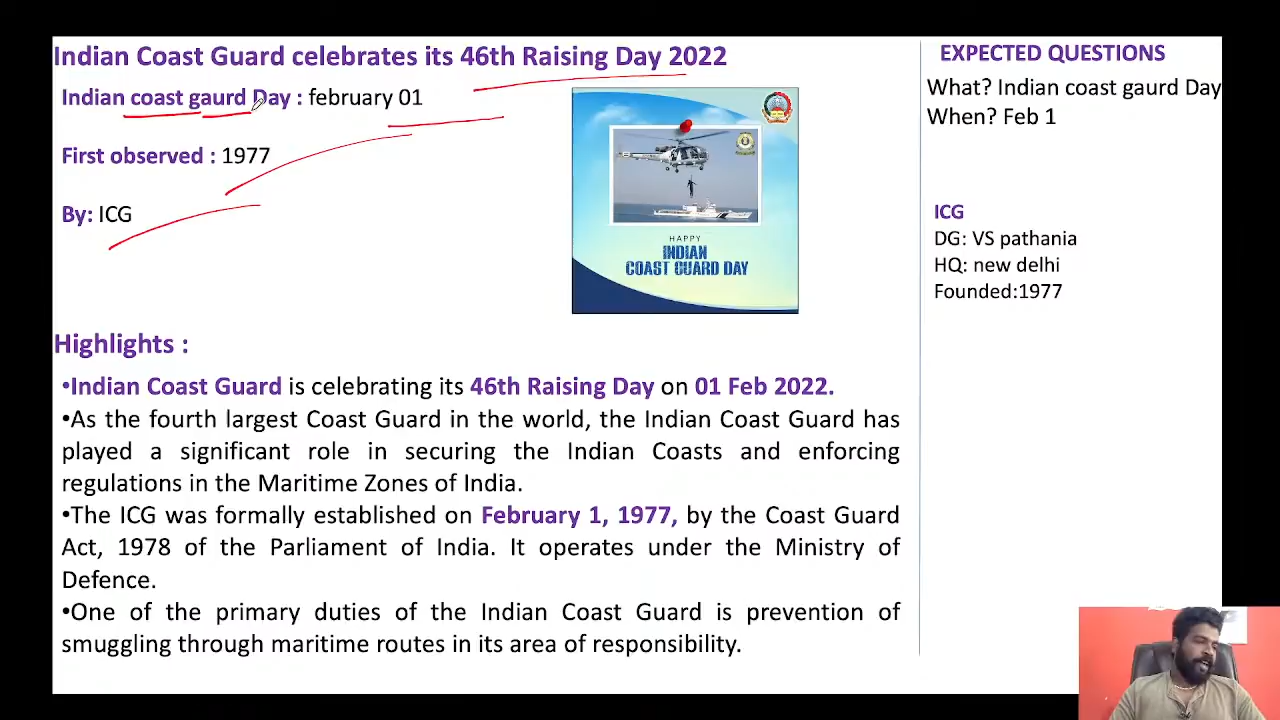 Indian Coast Guard celebrates its 46th Raising Day 2022
Indian coast gaurd Day : february 01
First observed : 1977
By: ICG
HAPPY
INDIAN
COAST GUARD DAY
Highlights :
•Indian Coast Guard is celebrating its 46th Raising Day on 01 Feb 2022.
•As the fourth largest Coast Guard in the world, the Indian Coast Guard has
played a significant role in securing the Indian Coasts and enforcing
regulations in the Maritime Zones of India.
•The ICG was formally established on February 1, 1977, by the Coast Guard
Act, 1978 of the Parliament of India. It operates under the Ministry of
Defence.
•One of the primary duties of the Indian Coast Guard is prevention of
smuggling through maritime routes in its area of responsibility.
EXPECTED QUESTIONS
What? Indian coast gaurd Day
When? Feb 1
ICG
DG: VS pathania
HQ: new delhi
Founded:1977